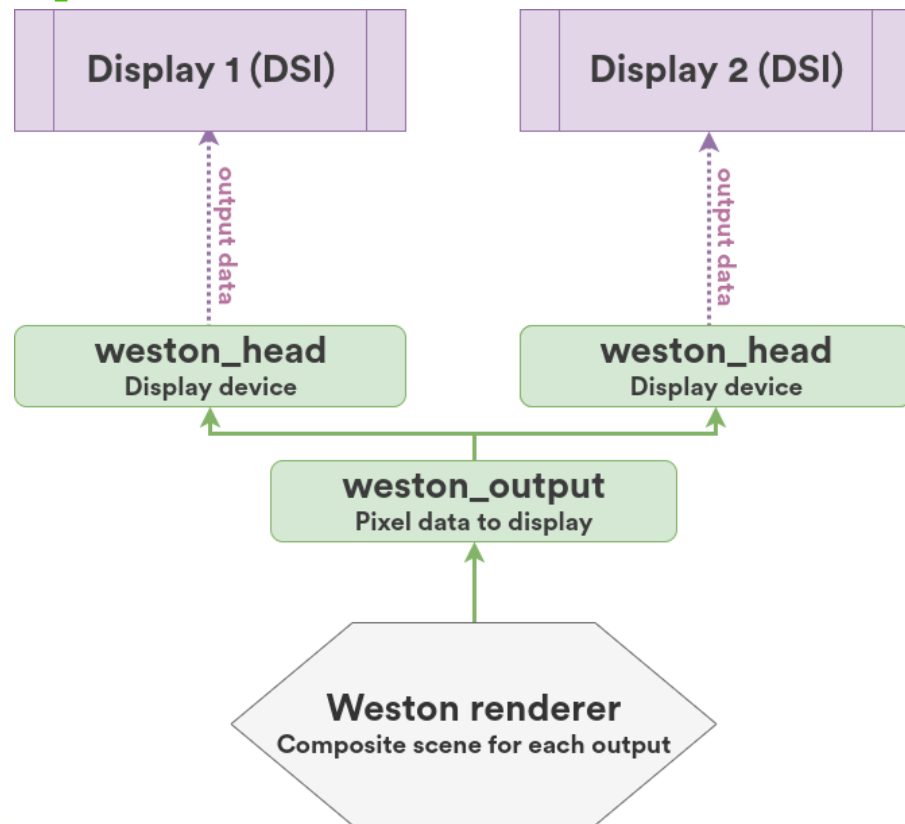 Display 1 (DSI)
Display 2 (DSI)
output data
output data
weston_head
Display device
weston_head
Display device
weston_output
Pixel data to display
Weston renderer
Composite scene for each output